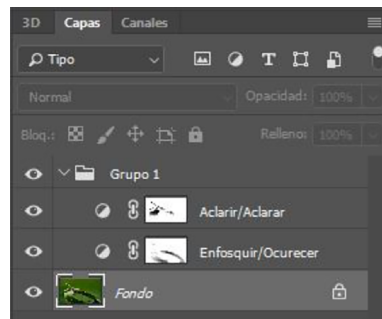 3D Capas Canales
Tipo T
Normal Opacidad: 100%
Bloq.: Relleno: 100%
Grupo 1
Aclarir/Aclarar
Enfosquir/Ocurecer
Fondo